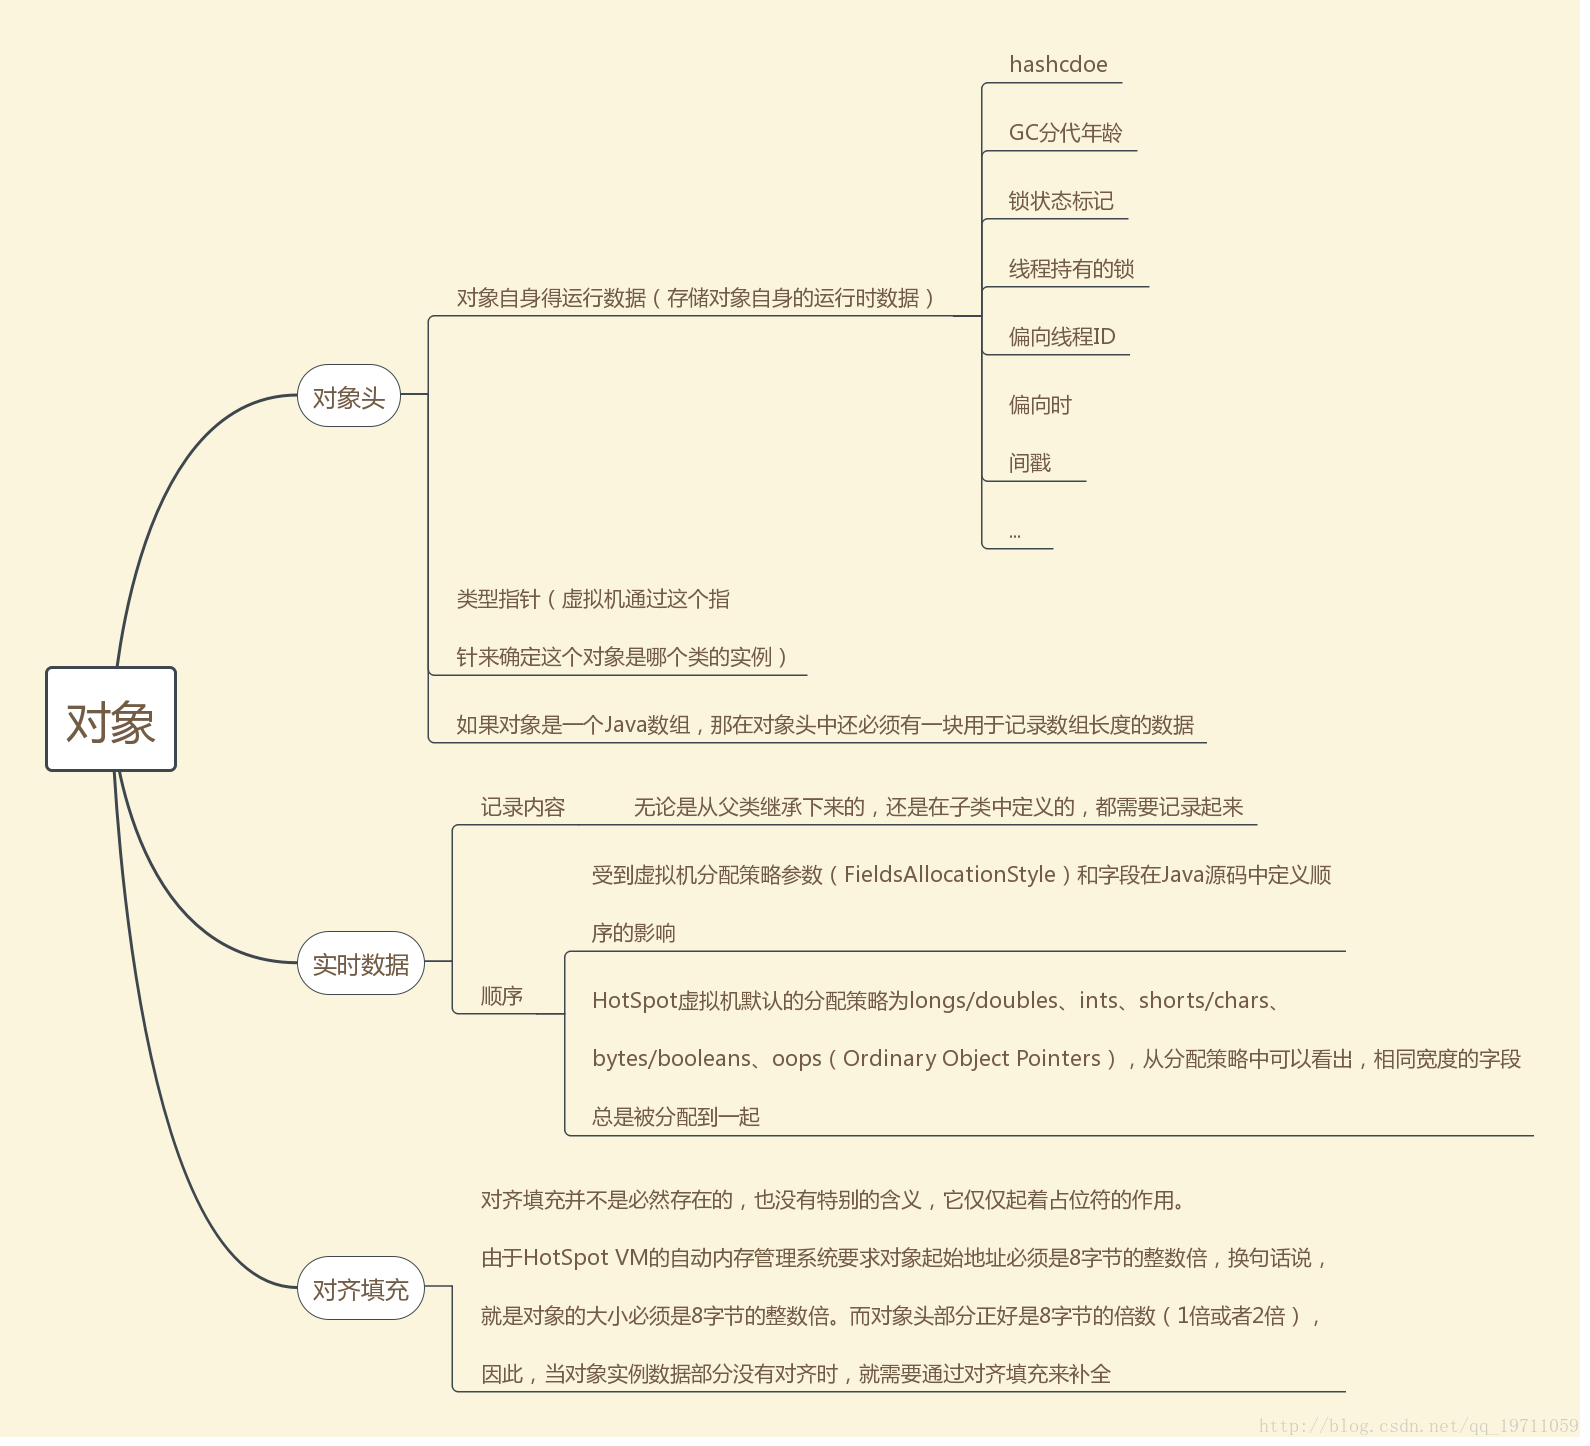 对象
对象头
对象自身得运行数据（存储对象自身的运行时数据）
hashcdoe
GC分代年龄
锁状态标记
线程持有的锁
偏向线程ID
偏向时
间戳
...
类型指针（虚拟机通过这个指
针来确定这个对象是哪个类的实例）
如果对象是一个Java数组，那在对象头中还必须有一块用于记录数组长度的数据
实时数据
记录内容
无论是从父类继承下来的，还是在子类中定义的，都需要记录起来
顺序
受到虚拟机分配策略参数（FieldsAllocationStyle）和字段在Java源码中定义顺
序的影响
HotSpot虚拟机默认的分配策略为longs/doubles、ints、shorts/chars、
bytes/booleans、oops（Ordinary Object Pointers），从分配策略中可以看出，相同宽度的字段
总是被分配到一起
对齐填充
对齐填充并不是必然存在的，也没有特别的含义，它仅仅起着占位符的作用。
由于HotSpot VM的自动内存管理系统要求对象起始地址必须是8字节的整数倍，换句话说，
就是对象的大小必须是8字节的整数倍。而对象头部分正好是8字节的倍数（1倍或者2倍），
因此，当对象实例数据部分没有对齐时，就需要通过对齐填充来补全
http://blog.csdn.net/qq_19711059